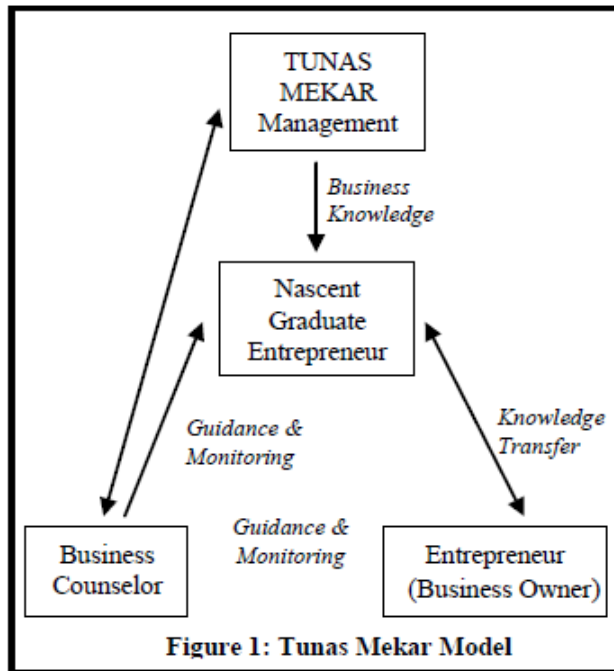 TUNAS
MEKAR
Management
Business
Knowledge
Nascent
Graduate
Entrepreneur
Knowledge
Transfer
Guidance &
Monitoring
Guidance &
Monitoring
Business
Counselor
Entrepreneur
(Business Owner)
Figure 1: Tunas Mekar Model